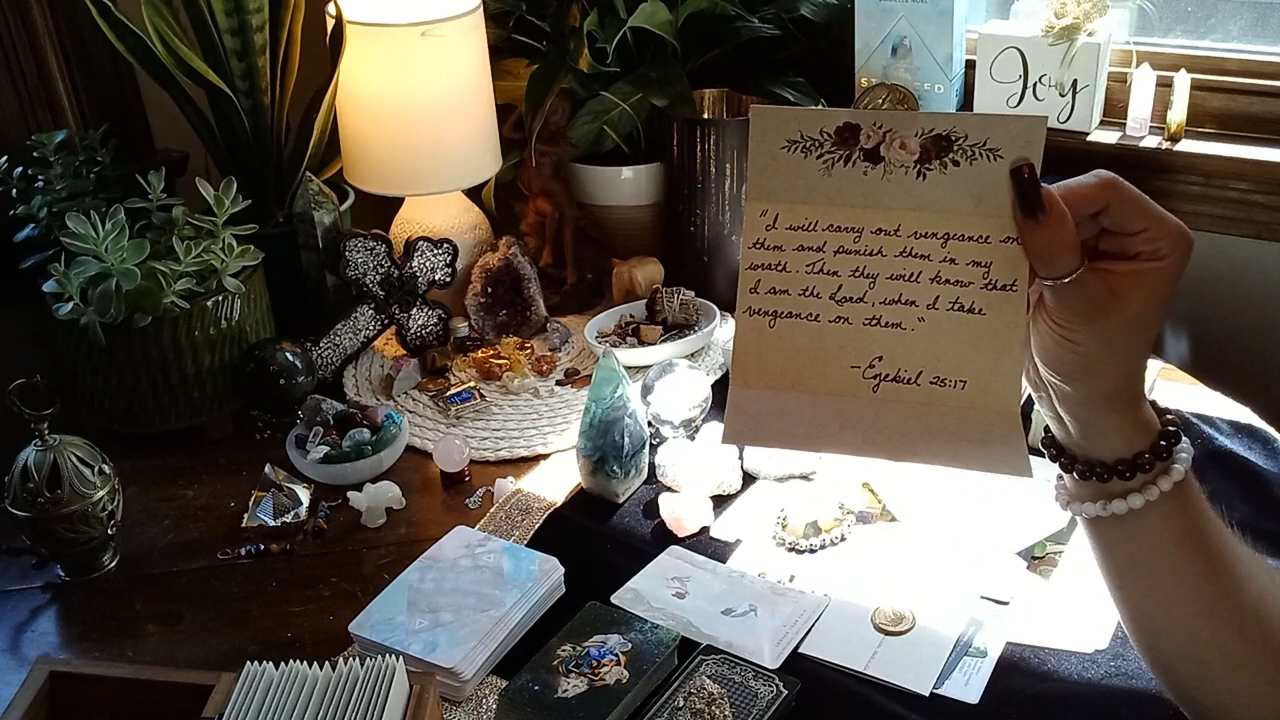 STARSEED
Joy
"I will carry out vengeance on
them and punish them in my
wrath. Then they will know that
I am the Lord, when I take
vengeance on them."
-Ezekiel 25:17